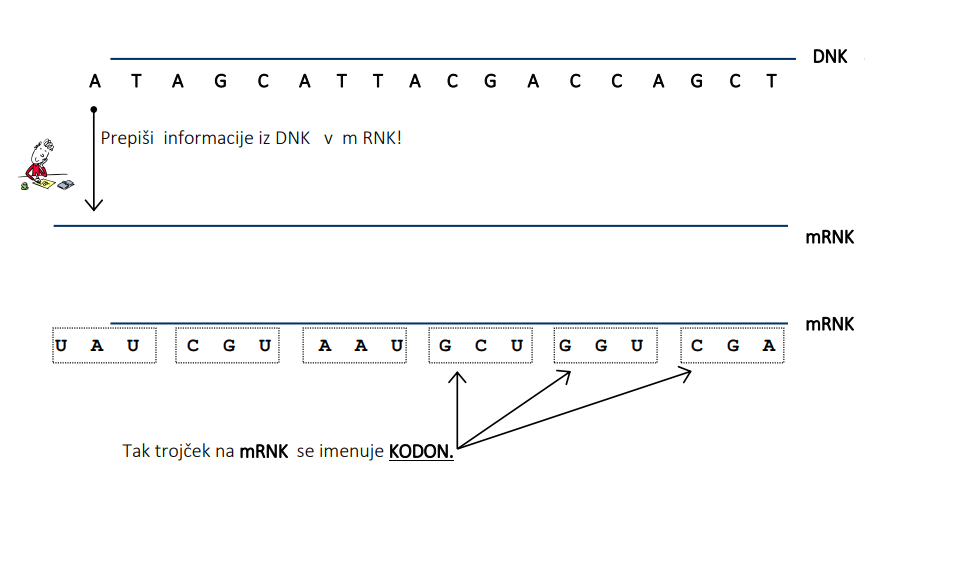 DNK
A T A G C A T T A C G A C C A G C T
Prepiši informacije iz DNK v m RNK!
mRNK
mRNK
U A U C G U A A U G C U G G U C G A
Tak trojček na mRNK se imenuje KODON.